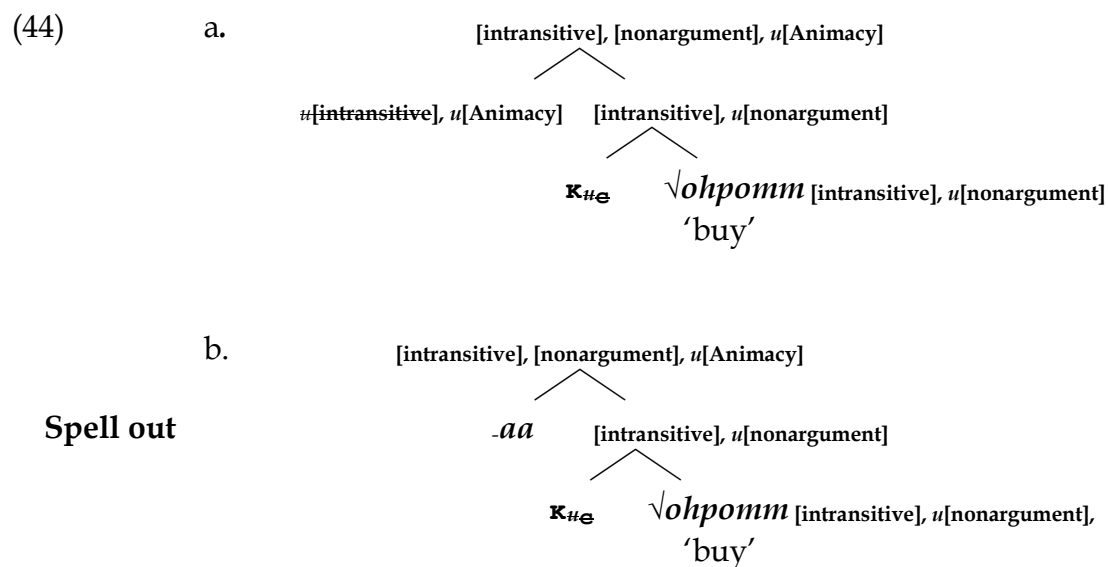 (44) a. [intransitive], [nonargument], u[Animacy]
u[intransitive], u[Animacy] [intransitive], u[nonargument]
K#e √ohpomm [intransitive], u[nonargument]
‘buy’
b. [intransitive], [nonargument], u[Animacy]
Spell out -aa [intransitive], u[nonargument]
K#e √ohpomm [intransitive], u[nonargument],
‘buy’